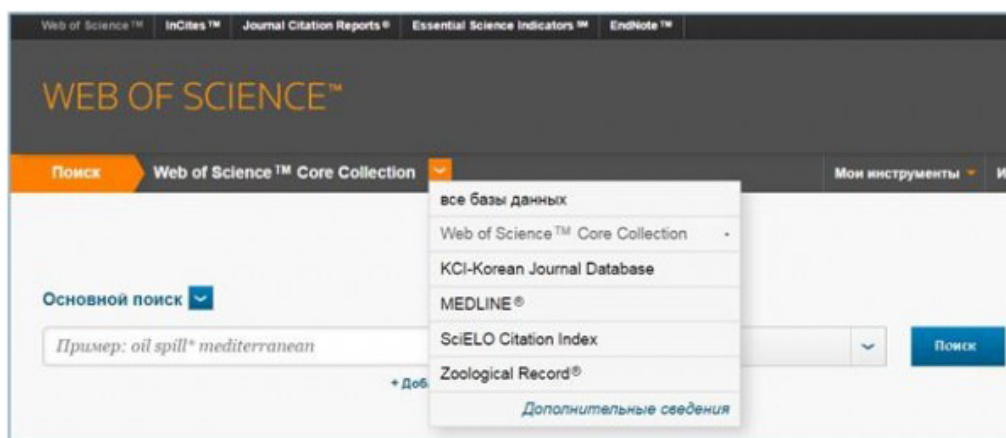 Web of Science™ InCites™ Journal Citation Reports® Essential Science Indicators℠ EndNote™
WEB OF SCIENCE™
Поиск Web of Science™ Core Collection Мои инструменты
все базы данных
Web of Science™ Core Collection
KCI-Korean Journal Database
MEDLINE®
SciELO Citation Index
Zoological Record®
Дополнительные сведения
Основной поиск
Пример: oil spill* mediterranean Поиск